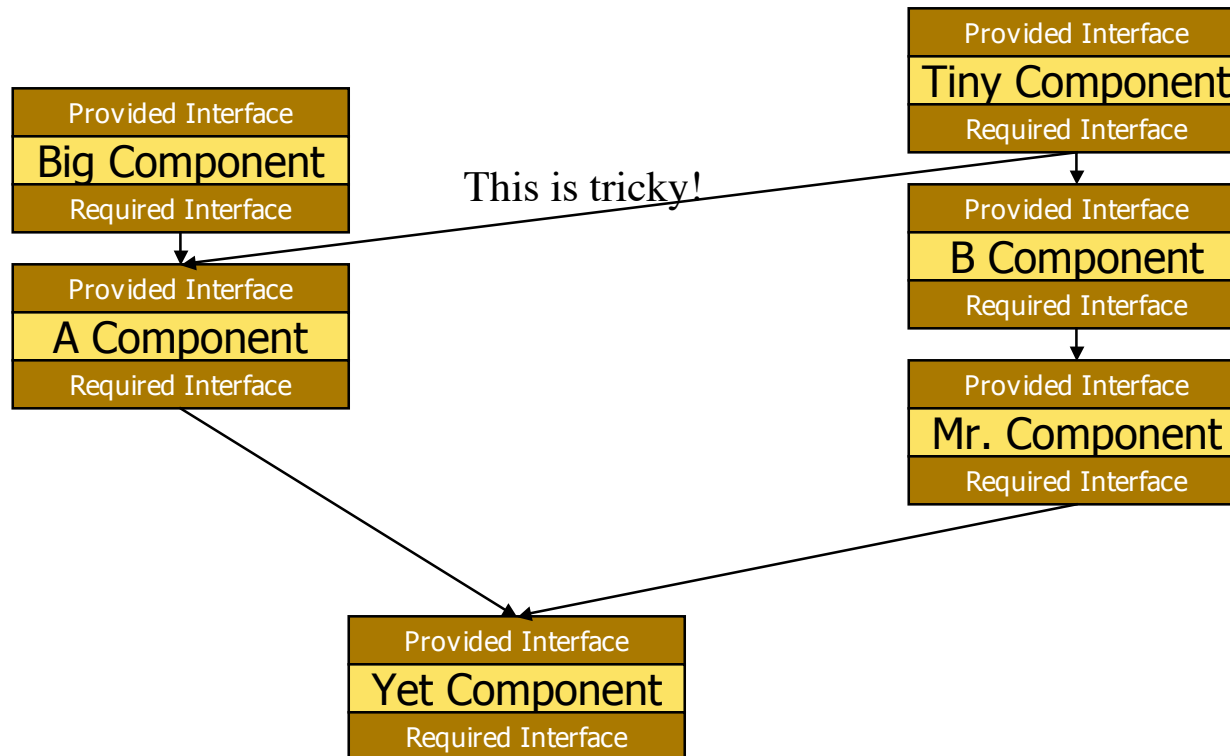 Provided Interface
Tiny Component
Required Interface
Provided Interface
Big Component
Required Interface
This is tricky!
Provided Interface
B Component
Required Interface
Provided Interface
A Component
Required Interface
Provided Interface
Mr. Component
Required Interface
Provided Interface
Yet Component
Required Interface